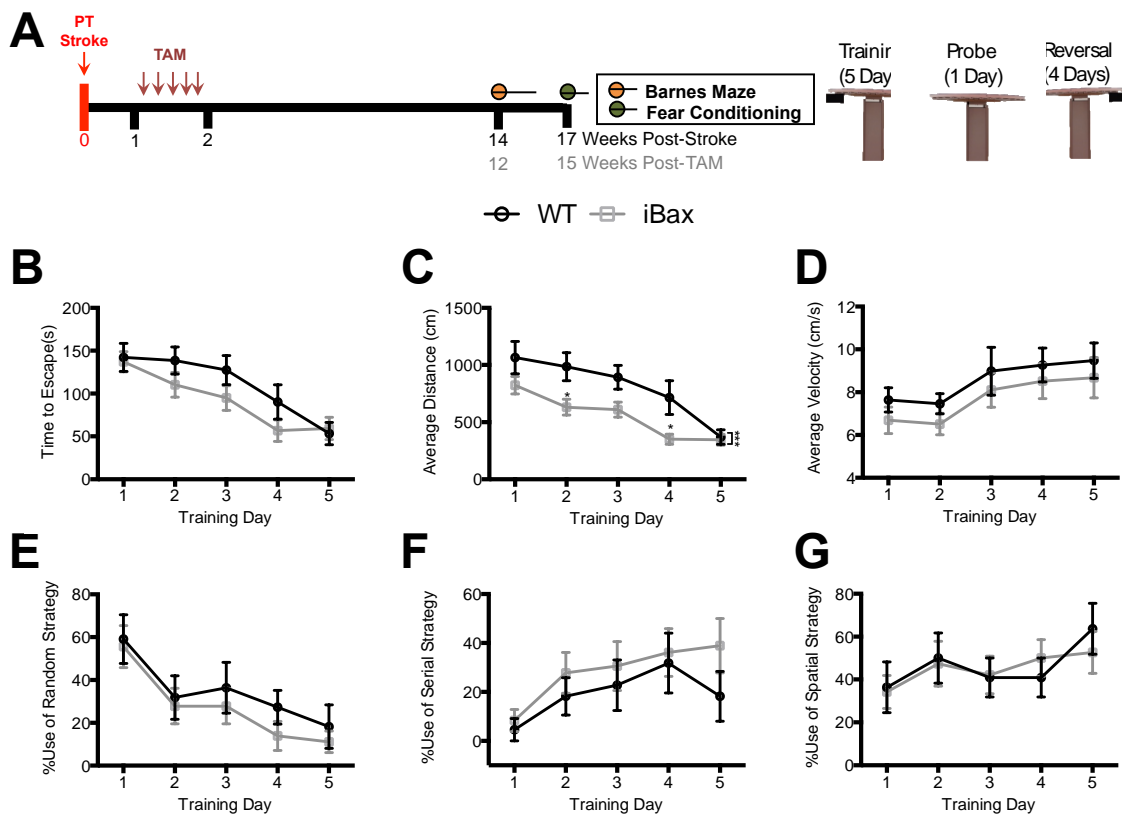 A
PT
Stroke
TAM
0
1
2
14
17 Weeks Post-Stroke
12
15 Weeks Post-TAM
Barnes Maze
Fear Conditioning
Trainin
(5 Day
Probe
(1 Day)
Reversal
(4 Days)
WT
iBax
B
Time to Escape(s)
200
150
100
50
0
1 2 3 4 5
Training Day
C
Average Distance (cm)
1500
1000
500
0
*
*
***
1 2 3 4 5
Training Day
D
Average Velocity (cm/s)
12
10
8
6
4
1 2 3 4 5
Training Day
E
%Use of Random Strategy
80
60
40
20
0
1 2 3 4 5
Training Day
F
%Use of Serial Strategy
60
40
20
0
1 2 3 4 5
Training Day
G
%Use of Spatial Strategy
80
60
40
20
0
1 2 3 4 5
Training Day